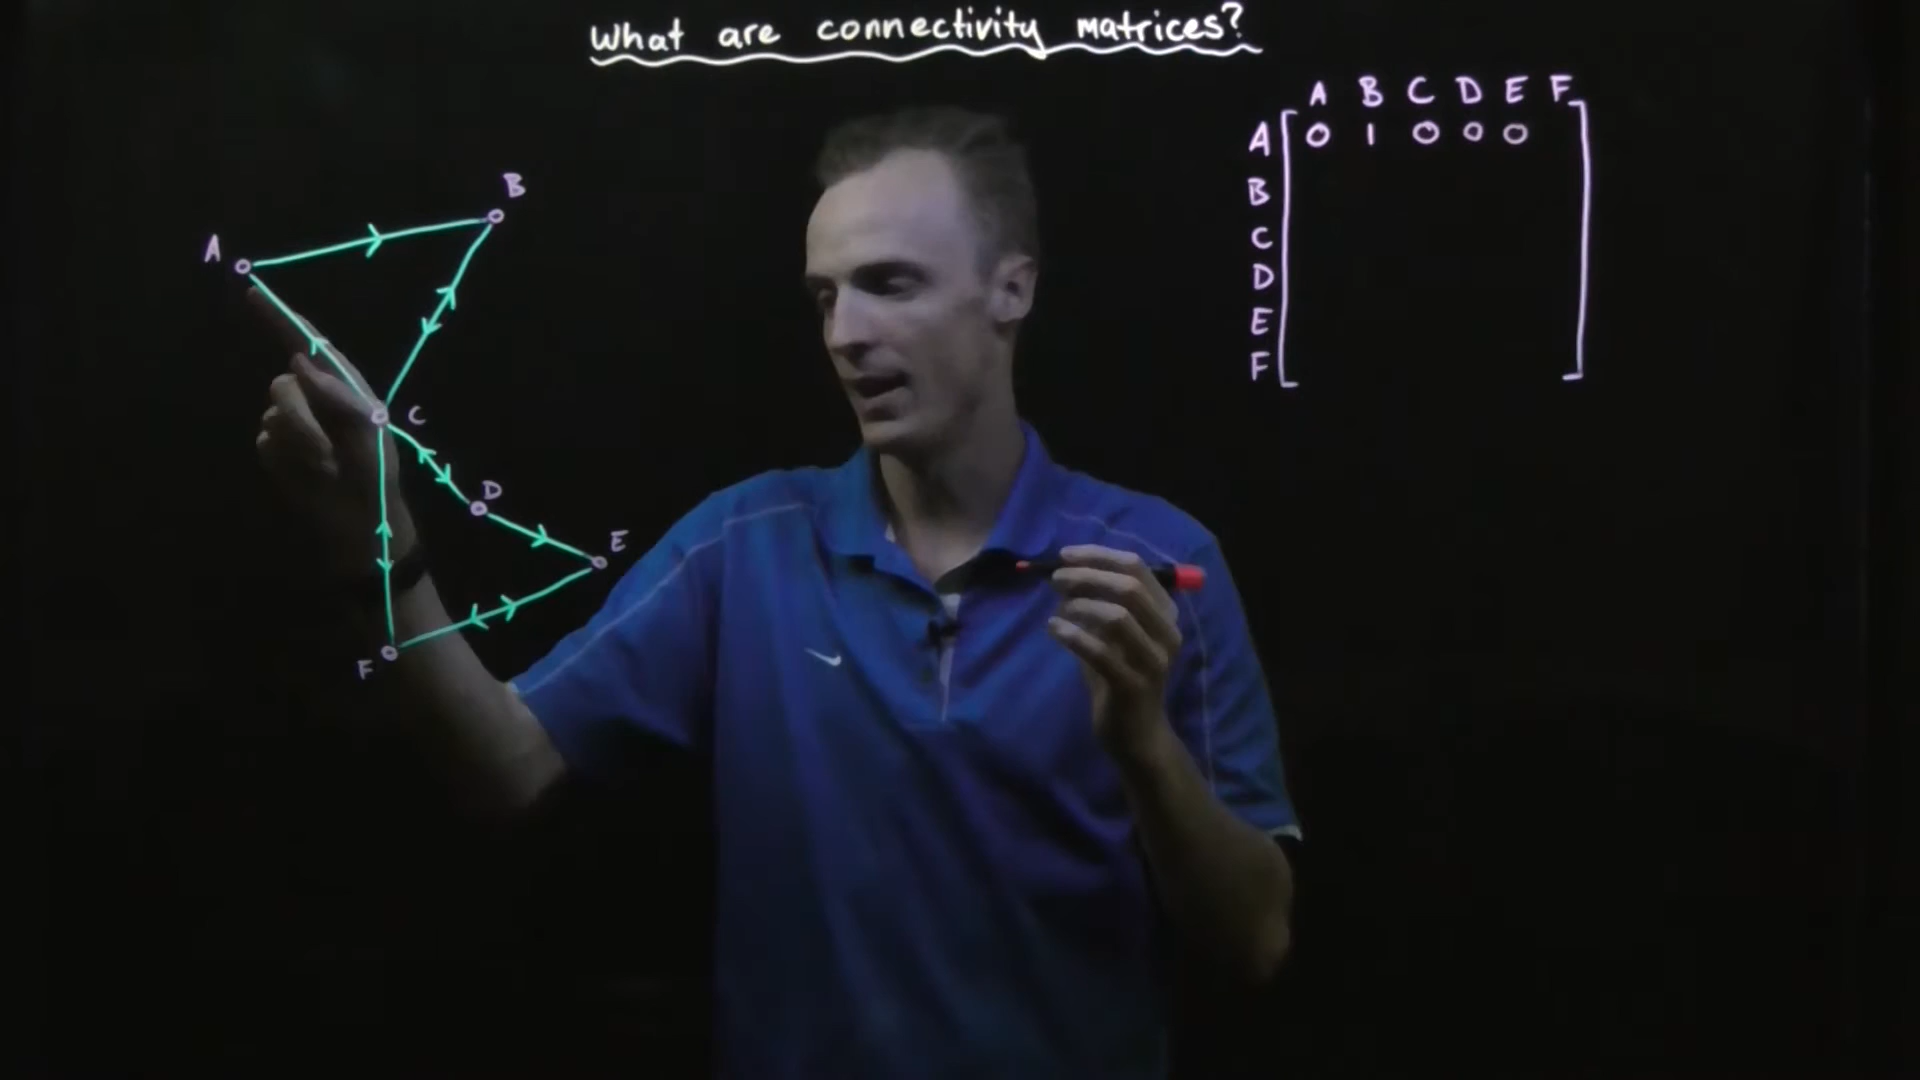 What are connectivity matrices?
A B C D E F
A 0 1 0 0 0
B
C
D
E
F
B
A
C
D
E
F